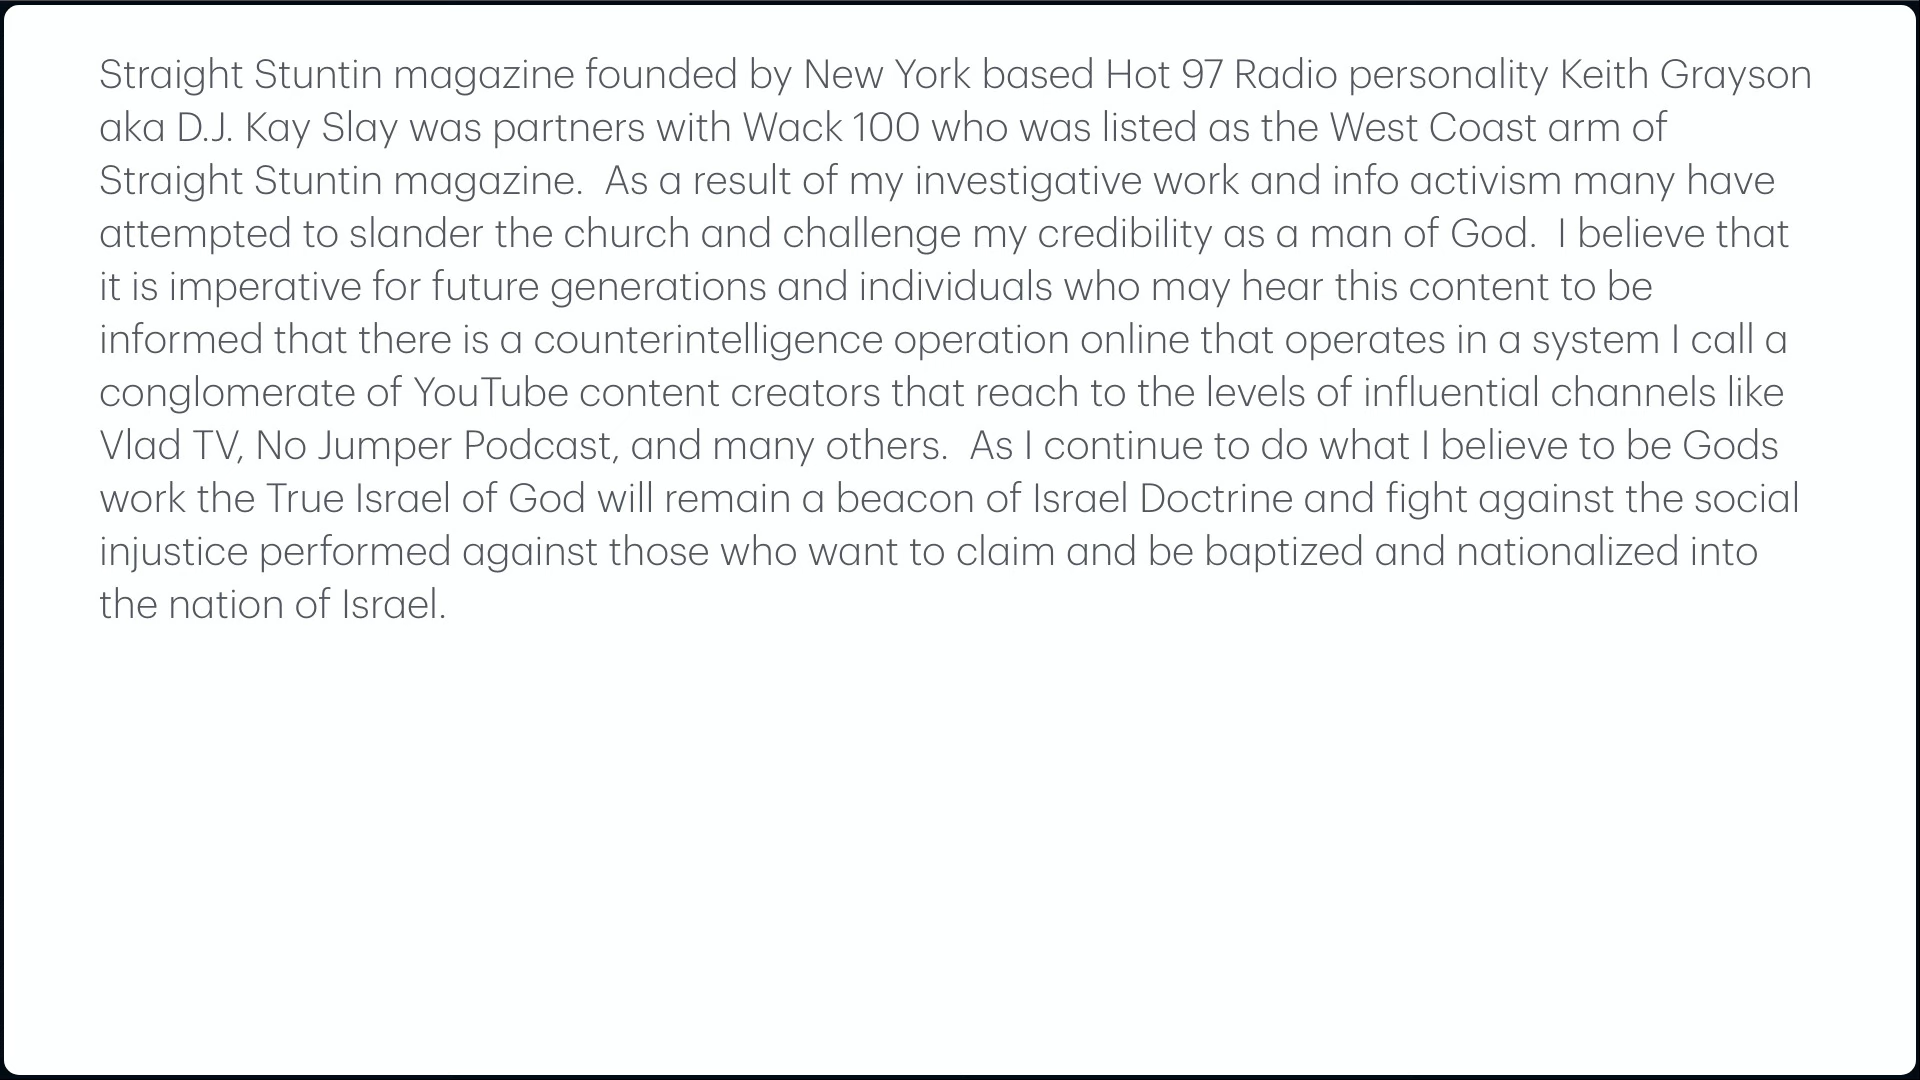 Straight Stuntin magazine founded by New York based Hot 97 Radio personality Keith Grayson
aka D.J. Kay Slay was partners with Wack 100 who was listed as the West Coast arm of
Straight Stuntin magazine.  As a result of my investigative work and info activism many have
attempted to slander the church and challenge my credibility as a man of God.  I believe that
it is imperative for future generations and individuals who may hear this content to be
informed that there is a counterintelligence operation online that operates in a system I call a
conglomerate of YouTube content creators that reach to the levels of influential channels like
Vlad TV, No Jumper Podcast, and many others.  As I continue to do what I believe to be Gods
work the True Israel of God will remain a beacon of Israel Doctrine and fight against the social
injustice performed against those who want to claim and be baptized and nationalized into
the nation of Israel.